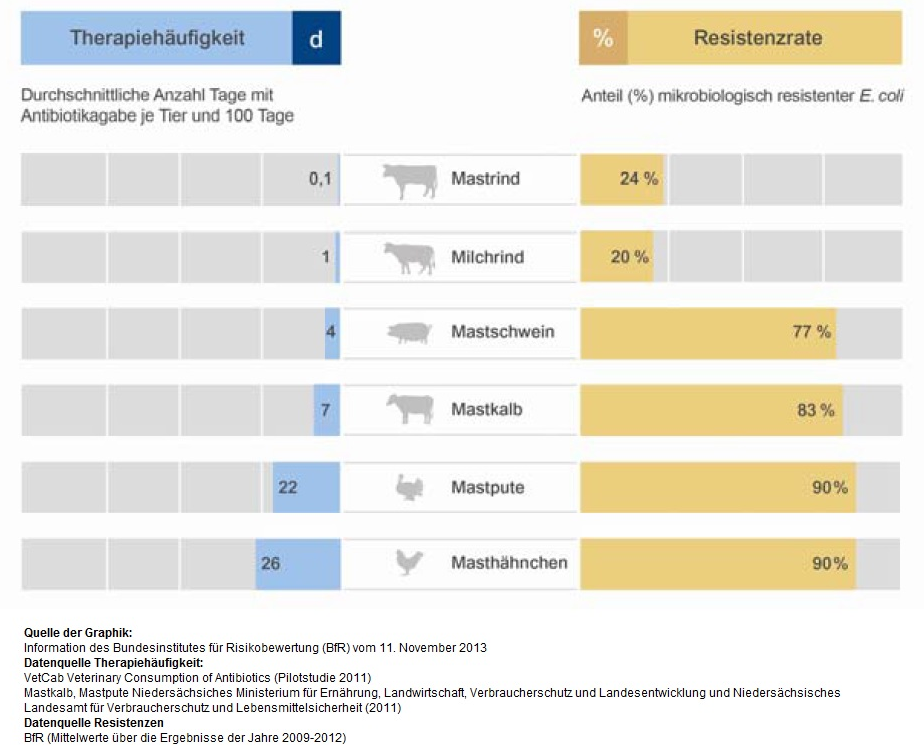 Therapiehäufigkeit d
% Resistenzrate
Durchschnittliche Anzahl Tage mit
Antibiotikagabe je Tier und 100 Tage
Anteil (%) mikrobiologisch resistenter E. coli
0,1 Mastrind 24 %
1 Milchrind 20 %
4 Mastschwein 77 %
7 Mastkalb 83 %
22 Mastpute 90%
26 Masthähnchen 90%
Quelle der Graphik:
Information des Bundesinstitutes für Risikobewertung (BfR) vom 11. November 2013
Datenquelle Therapiehäufigkeit:
VetCab Veterinary Consumption of Antibiotics (Pilotstudie 2011)
Mastkalb, Mastpute Niedersächsiches Ministerium für Ernährung, Landwirtschaft, Verbraucherschutz und Landesentwicklung und Niedersächsisches
Landesamt für Verbraucherschutz und Lebensmittelsicherheit (2011)
Datenquelle Resistenzen
BfR (Mittelwerte über die Ergebnisse der Jahre 2009-2012)